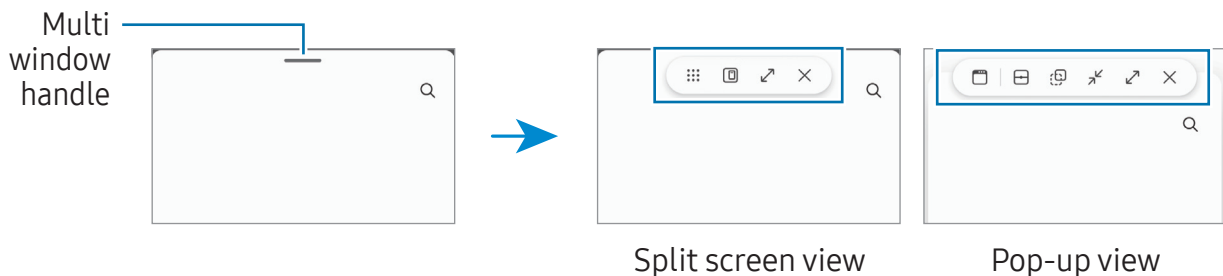 Multi
window
handle
Split screen view
Pop-up view